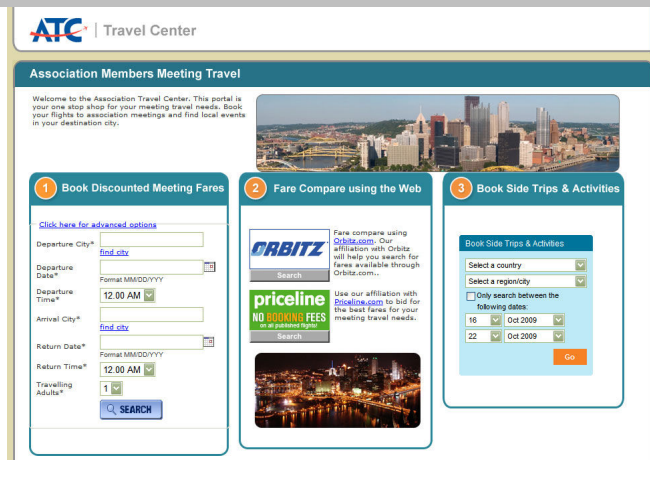 ATC | Travel Center
Association Members Meeting Travel
Welcome to the Association Travel Center. This portal is
your one stop shop for your meeting travel needs. Book
your flights to association meetings and find local events
in your destination city.
1 Book Discounted Meeting Fares
Click here for advanced options
Departure City*
find city
Departure
Date*
Format MM/DD/YYY
Departure
Time*
12.00 AM
Arrival City*
find city
Return Date*
Format MM/DD/YYY
Return Time*
12.00 AM
Travelling
Adults*
1
SEARCH
2 Fare Compare using the Web
ORBITZ
Search
Fare compare using
Orbitz.com. Our
affiliation with Orbitz
will help you search for
fares available through
Orbitz.com..
priceline
NO BOOKING FEES
on all published flights!
Search
Use our affiliation with
Priceline.com to bid for
the best fares for your
meeting travel needs.
3 Book Side Trips & Activities
Book Side Trips & Activities
Select a country
Select a region/city
Only search between the
following dates:
16 Oct 2009
22 Oct 2009
Go